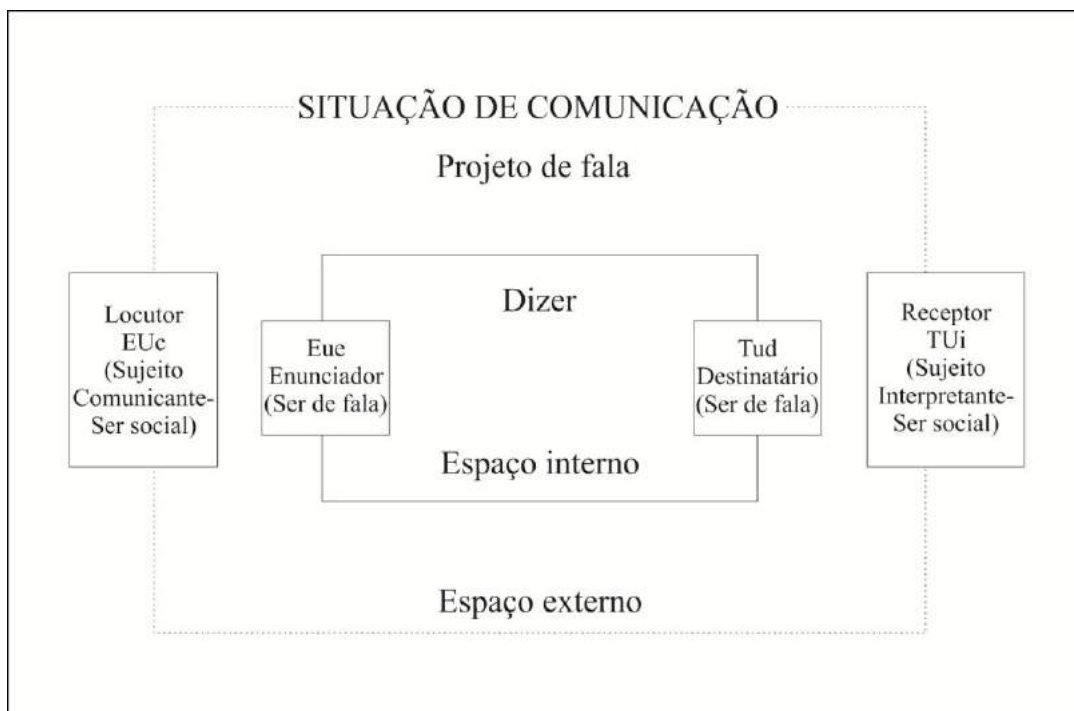 SITUAÇÃO DE COMUNICAÇÃO
Projeto de fala
Locutor
EUc
(Sujeito
Comunicante-
Ser social)
Eue
Enunciador
(Ser de fala)
Dizer
Espaço interno
Tud
Destinatário
(Ser de fala)
Receptor
TUi
(Sujeito
Interpretante-
Ser social)
Espaço externo